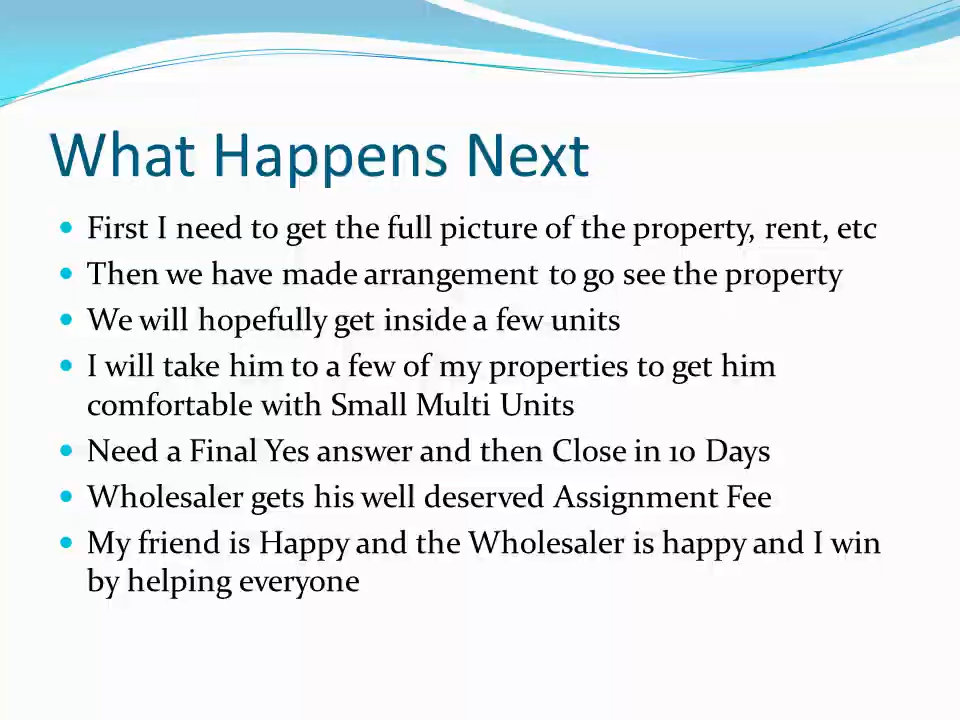 What Happens Next
First I need to get the full picture of the property, rent, etc
Then we have made arrangement to go see the property
We will hopefully get inside a few units
I will take him to a few of my properties to get him
comfortable with Small Multi Units
Need a Final Yes answer and then Close in 10 Days
Wholesaler gets his well deserved Assignment Fee
My friend is Happy and the Wholesaler is happy and I win
by helping everyone